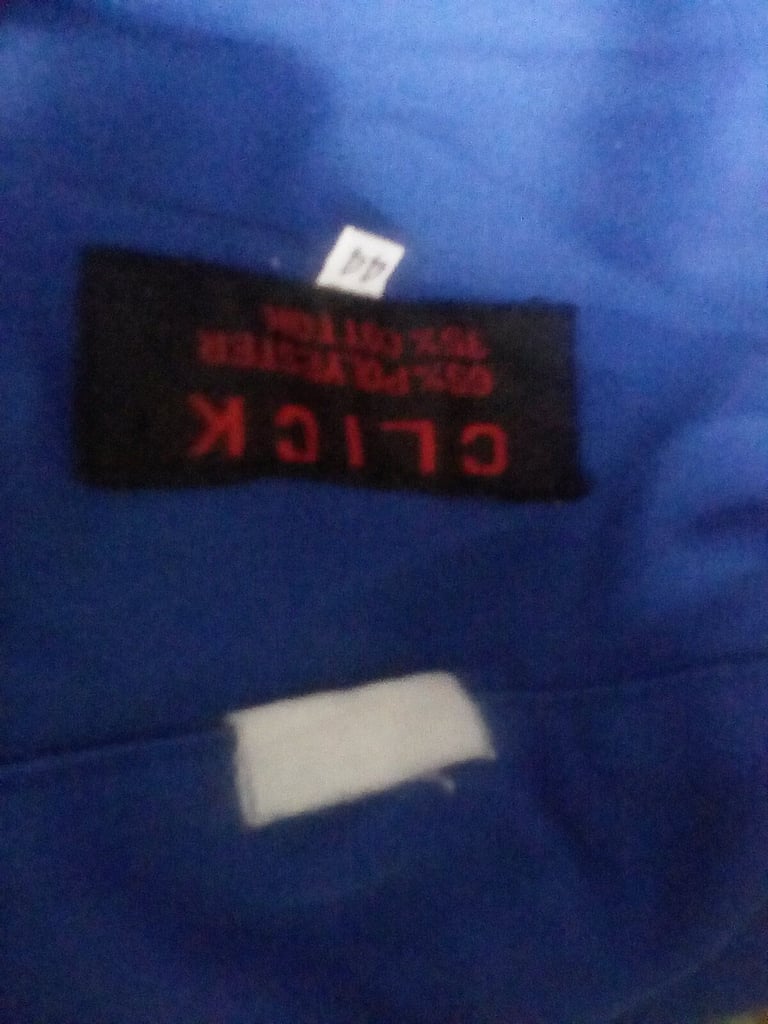 CLICK
65% POLYESTER
35% COTTON
44